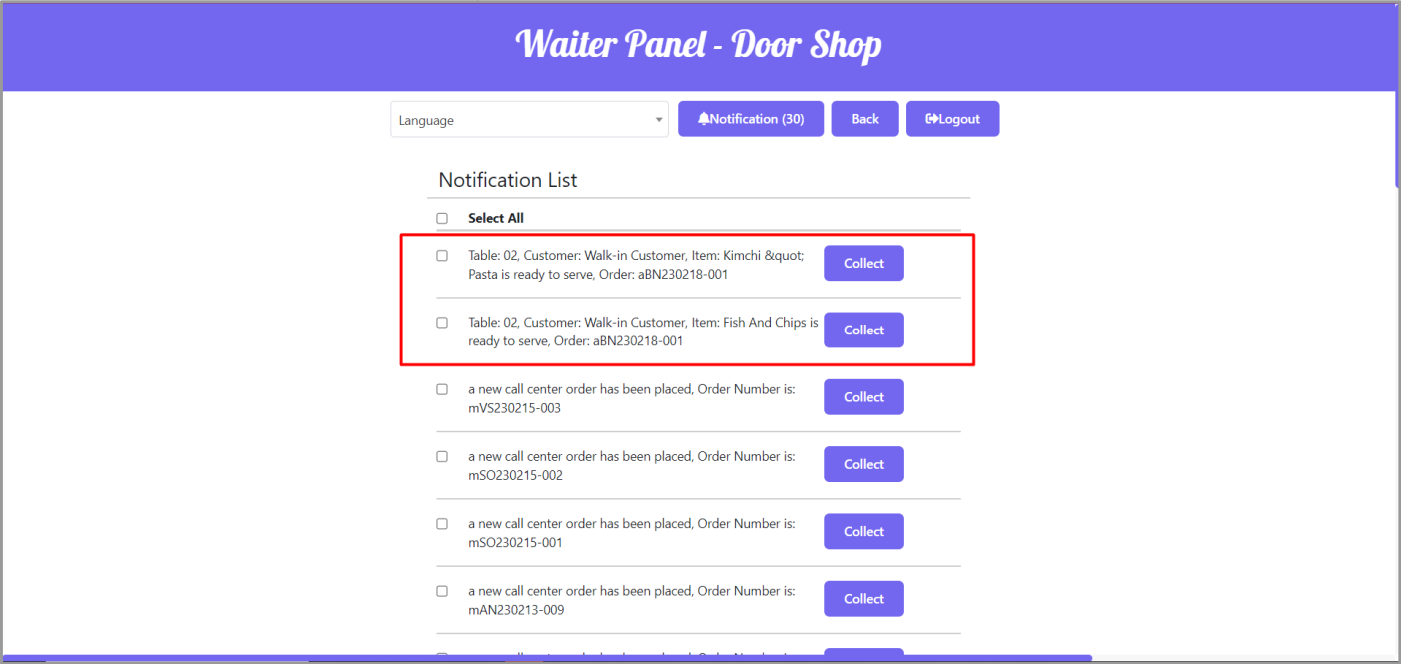 Waiter Panel - Door Shop
Language
Notification (30)
Back
Logout
Notification List
Select All
Table: 02, Customer: Walk-in Customer, Item: Kimchi &quot;
Pasta is ready to serve, Order: aBN230218-001
Collect
Table: 02, Customer: Walk-in Customer, Item: Fish And Chips is
ready to serve, Order: aBN230218-001
Collect
a new call center order has been placed, Order Number is:
mVS230215-003
Collect
a new call center order has been placed, Order Number is:
mSO230215-002
Collect
a new call center order has been placed, Order Number is:
mSO230215-001
Collect
a new call center order has been placed, Order Number is:
mAN230213-009
Collect